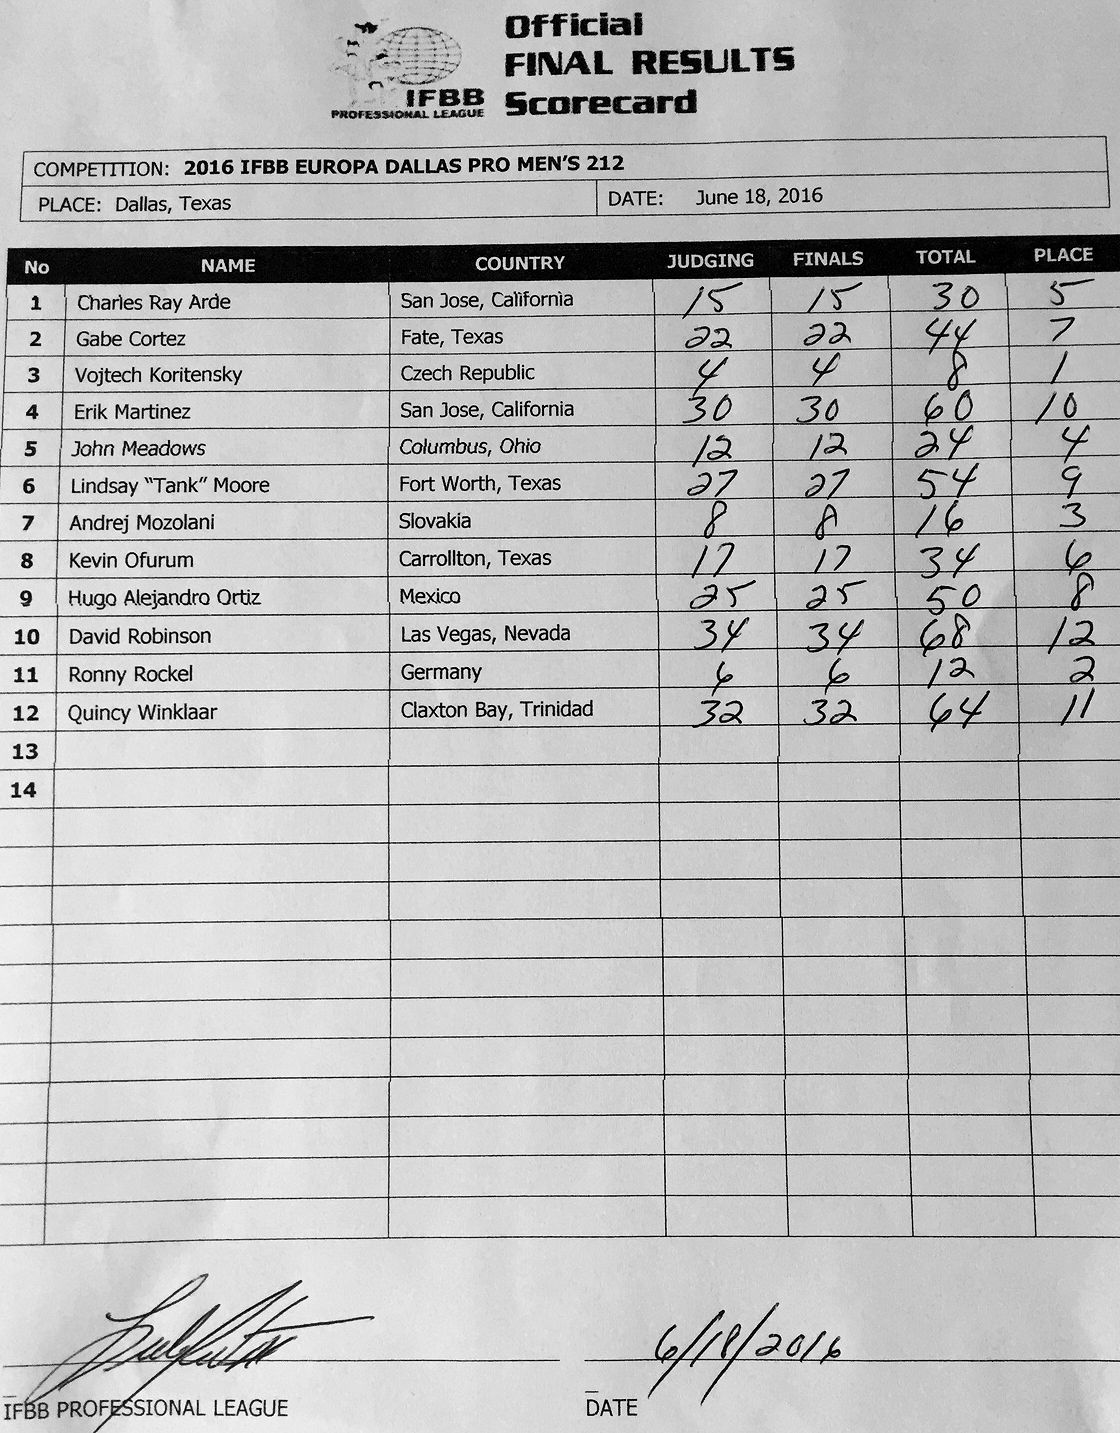 Official
FINAL RESULTS
Scorecard
IFBB
PROFESSIONAL LEAGUE
COMPETITION: 2016 IFBB EUROPA DALLAS PRO MEN'S 212
PLACE: Dallas, Texas DATE: June 18, 2016
No NAME COUNTRY JUDGING FINALS TOTAL PLACE
1 Charles Ray Arde San Jose, California 15 15 30 5
2 Gabe Cortez Fate, Texas 22 22 44 7
3 Vojtech Koritensky Czech Republic 4 4 8 1
4 Erik Martinez San Jose, California 30 30 60 10
5 John Meadows Columbus, Ohio 12 12 24 4
6 Lindsay "Tank" Moore Fort Worth, Texas 27 27 54 9
7 Andrej Mozolani Slovakia 8 8 16 3
8 Kevin Ofurum Carrollton, Texas 17 17 34 6
9 Hugo Alejandro Ortiz Mexico 25 25 50 8
10 David Robinson Las Vegas, Nevada 34 34 68 12
11 Ronny Rockel Germany 6 6 12 2
12 Quincy Winklaar Claxton Bay, Trinidad 32 32 64 11
13
14
6/18/2016
IFBB PROFESSIONAL LEAGUE DATE